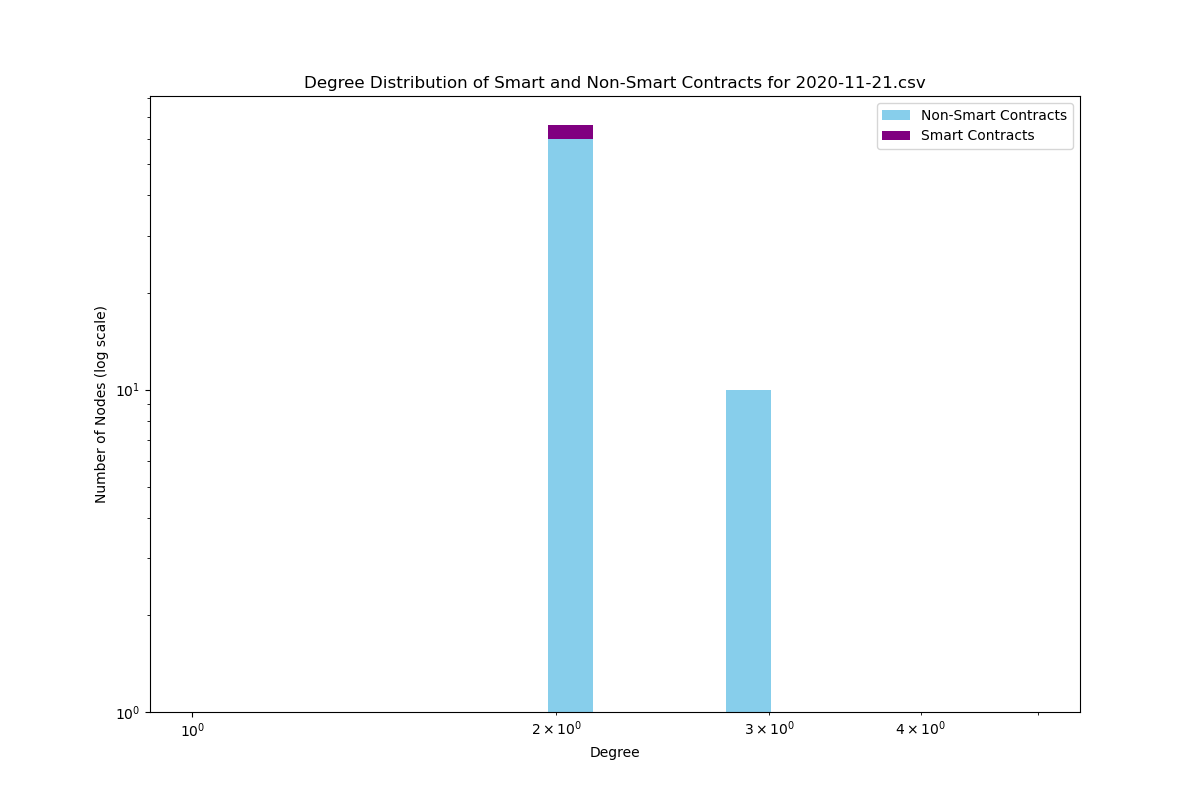 Degree Distribution of Smart and Non-Smart Contracts for 2020-11-21.csv
Non-Smart Contracts
Smart Contracts
Number of Nodes (log scale)
10¹
10⁰
10⁰
2 × 10⁰
3 × 10⁰
4 × 10⁰
Degree